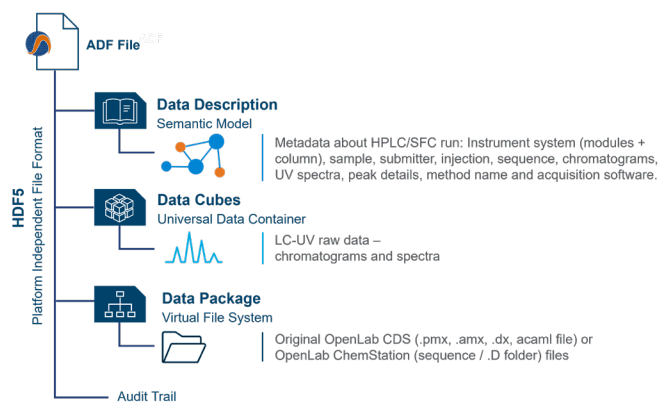 ADF File
Data Description
Semantic Model
Metadata about HPLC/SFC run: Instrument system (modules +
column), sample, submitter, injection, sequence, chromatograms,
UV spectra, peak details, method name and acquisition software.
HDF5
Platform Independent File Format
Data Cubes
Universal Data Container
LC-UV raw data –
chromatograms and spectra
Data Package
Virtual File System
Original OpenLab CDS (.pmx, .amx, .dx, acaml file) or
OpenLab ChemStation (sequence / .D folder) files
Audit Trail